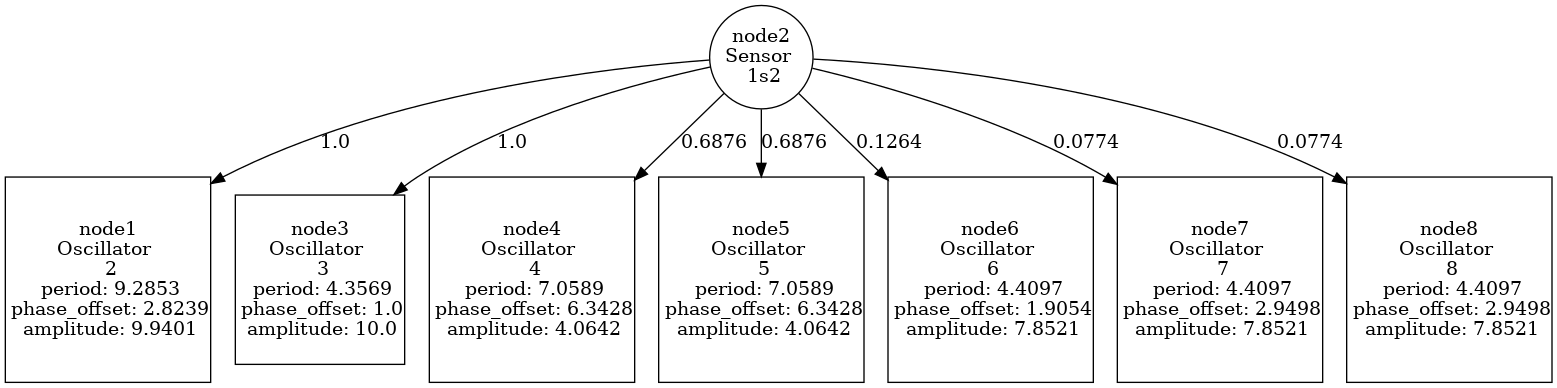 node2
Sensor
1s2
1.0
1.0
0.6876
0.6876
0.1264
0.0774
0.0774
node1
Oscillator
2
period: 9.2853
phase_offset: 2.8239
amplitude: 9.9401
node3
Oscillator
3
period: 4.3569
phase_offset: 1.0
amplitude: 10.0
node4
Oscillator
4
period: 7.0589
phase_offset: 6.3428
amplitude: 4.0642
node5
Oscillator
5
period: 7.0589
phase_offset: 6.3428
amplitude: 4.0642
node6
Oscillator
6
period: 4.4097
phase_offset: 1.9054
amplitude: 7.8521
node7
Oscillator
7
period: 4.4097
phase_offset: 2.9498
amplitude: 7.8521
node8
Oscillator
8
period: 4.4097
phase_offset: 2.9498
amplitude: 7.8521